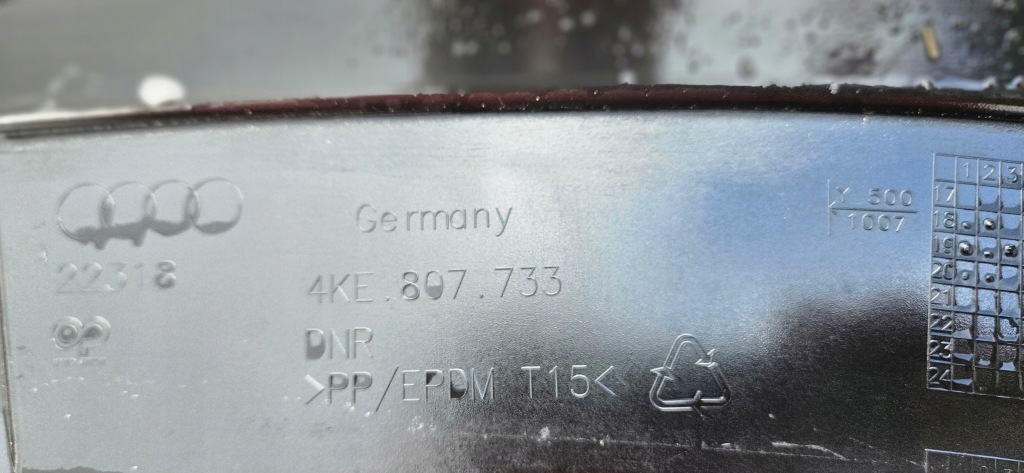 Germany
22318
4KE.807.733
DNR
>PP/EPDM T15<
Y 500
1007
1 2 3
17
18
19
20
21
22
23
24